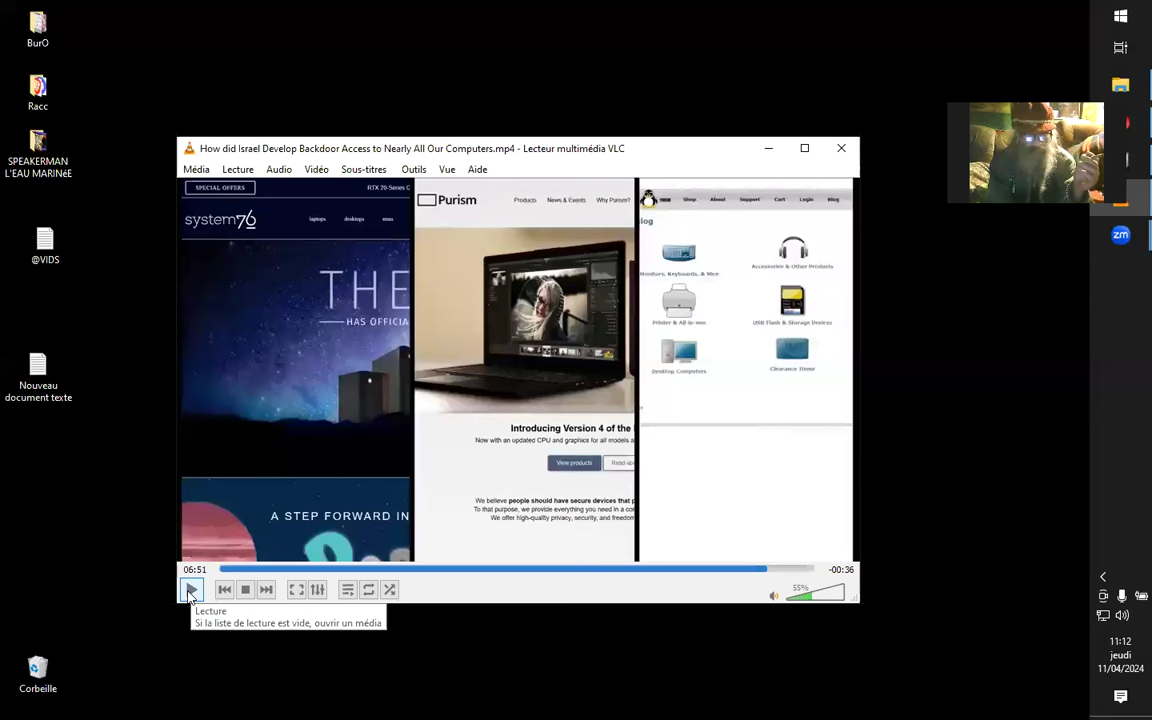 BurO
Racc
SPEAKERMAN
L'EAU MARINéE
@VIDS
Nouveau
document texte
Corbeille
How did Israel Develop Backdoor Access to Nearly All Our Computers.mp4 - Lecteur multimédia VLC
Média Lecture Audio Vidéo Sous-titres Outils Vue Aide
SPECIAL OFFERS
RTX 20-Series G
system76
laptops desktops
THE
HAS OFFICIA
A STEP FORWARD IN
Purism
Products News & Events Why Purism?
Introducing Version 4 of the
Now with an updated CPU and graphics for all models a
View products
Read
We believe people should have secure devices that p
To that purpose, we provide everything you need in a co
We offer high-quality privacy, security, and freedom
Shop About Support Cart Login Blog
log
Monitors, Keyboards, & Mice
Accessories & Other Products
Printer & All-in-one
USB Flash & Storage Devices
Desktop Computers
Clearance Items
06:51
-00:36
55%
Lecture
Si la liste de lecture est vide, ouvrir un média
zm
11:12
jeudi
11/04/2024